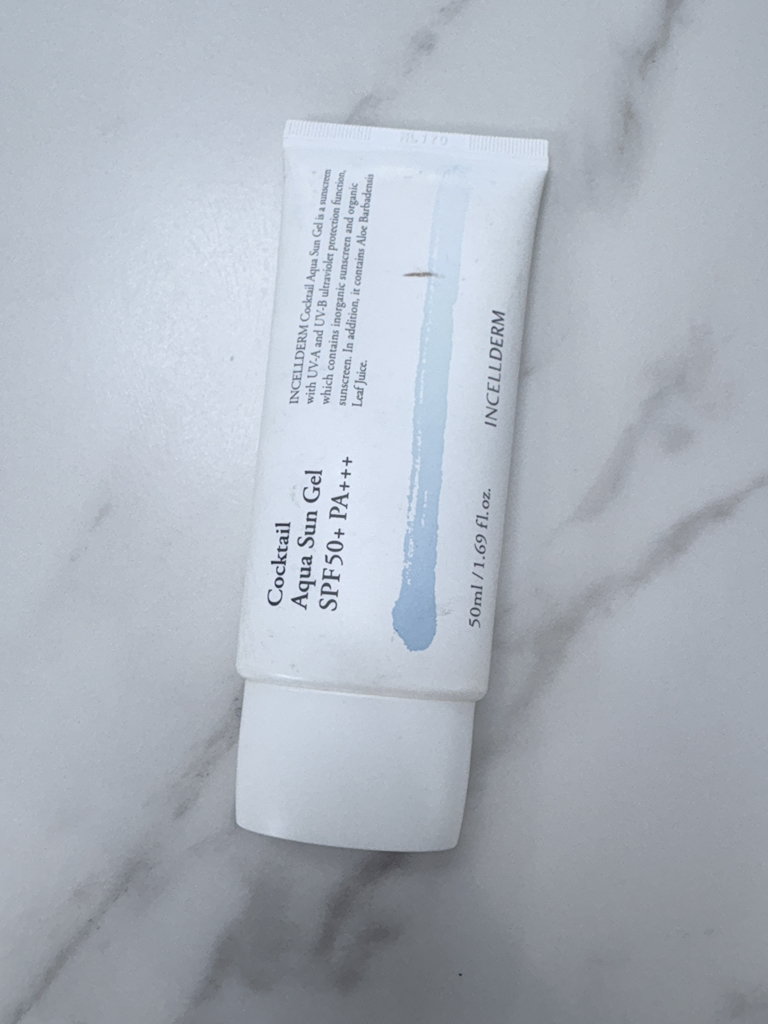 Cocktail
Aqua Sun Gel
SPF50+ PA+++
INCELLDERM Cocktail Aqua Sun Gel is a sunscreen
with UV-A and UV-B ultraviolet protection function,
which contains inorganic sunscreen and organic
sunscreen. In addition, it contains Aloe Barbadensis
Leaf Juice.
50ml / 1.69 fl.oz.
INCELLDERM